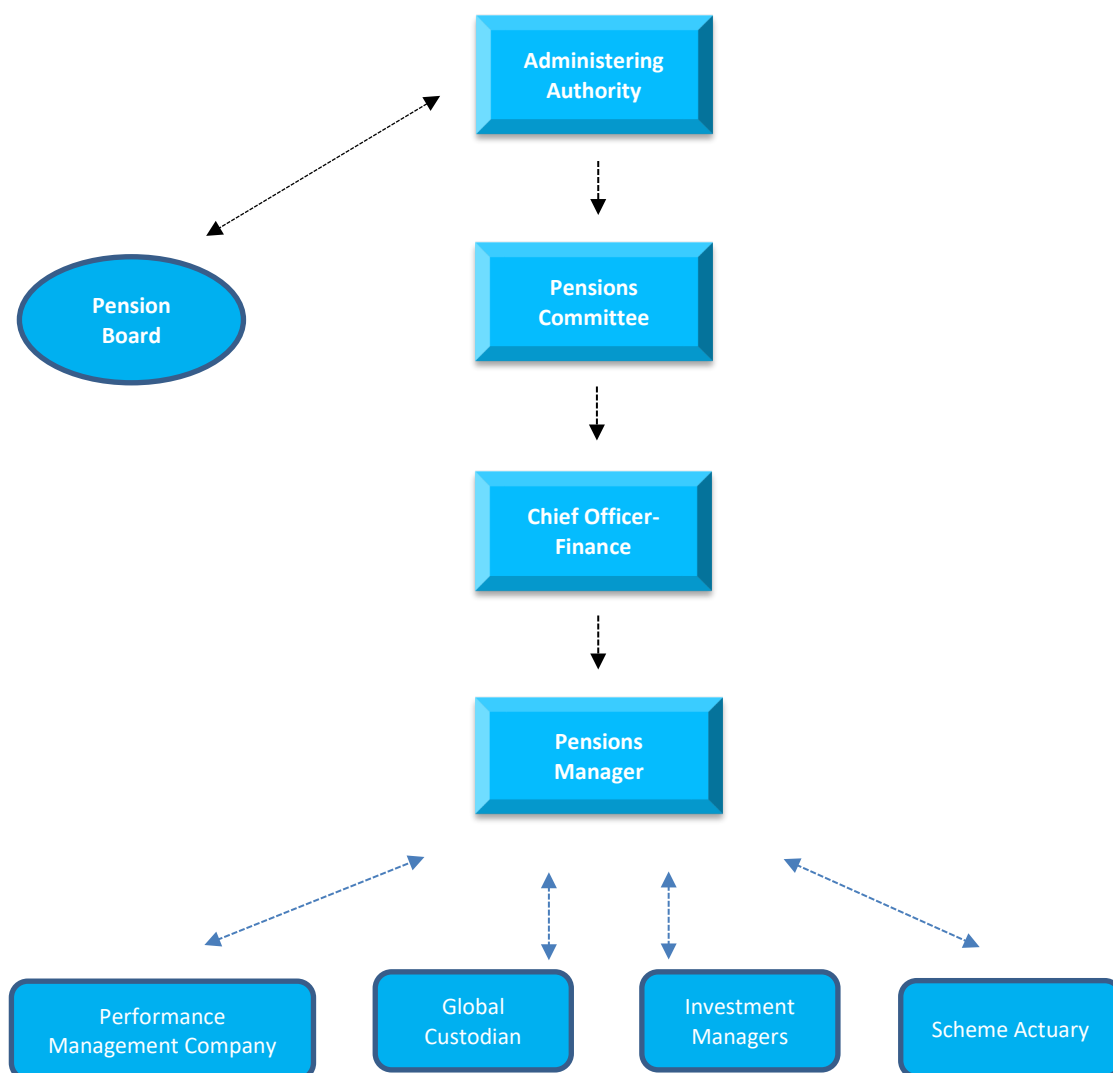 Administering
Authority
Pension
Board
Pensions
Committee
Chief Officer-
Finance
Pensions
Manager
Performance
Management Company
Global
Custodian
Investment
Managers
Scheme Actuary